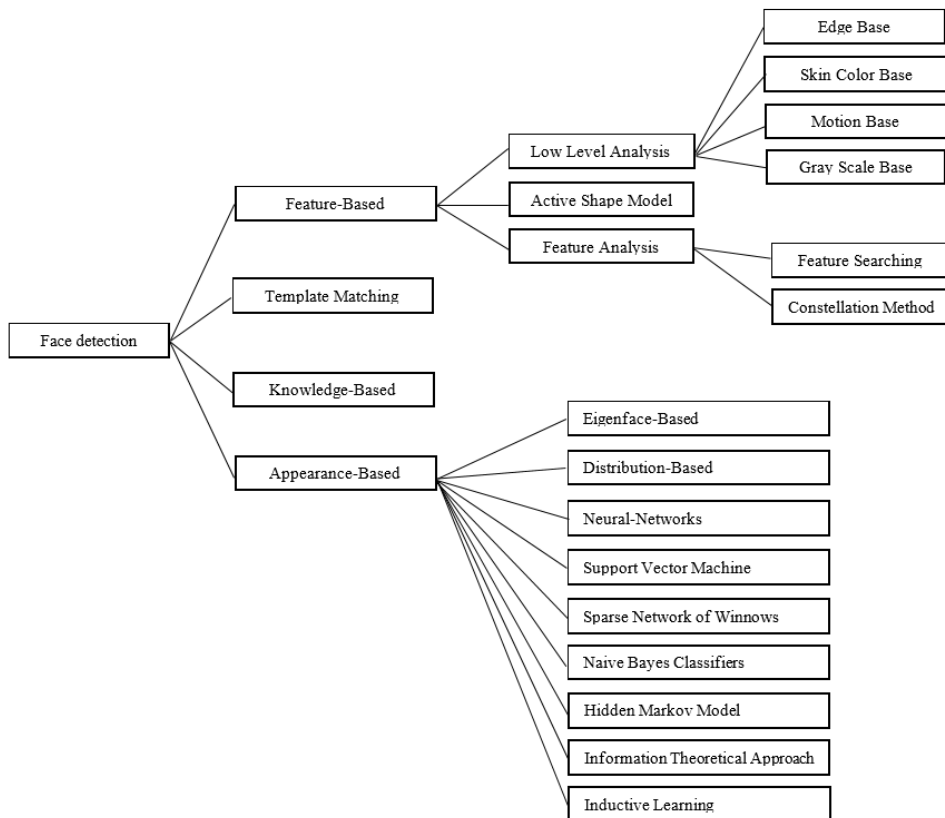 Edge Base
Skin Color Base
Motion Base
Low Level Analysis
Gray Scale Base
Feature-Based
Active Shape Model
Feature Analysis
Feature Searching
Template Matching
Constellation Method
Face detection
Knowledge-Based
Eigenface-Based
Appearance-Based
Distribution-Based
Neural-Networks
Support Vector Machine
Sparse Network of Winnows
Naive Bayes Classifiers
Hidden Markov Model
Information Theoretical Approach
Inductive Learning